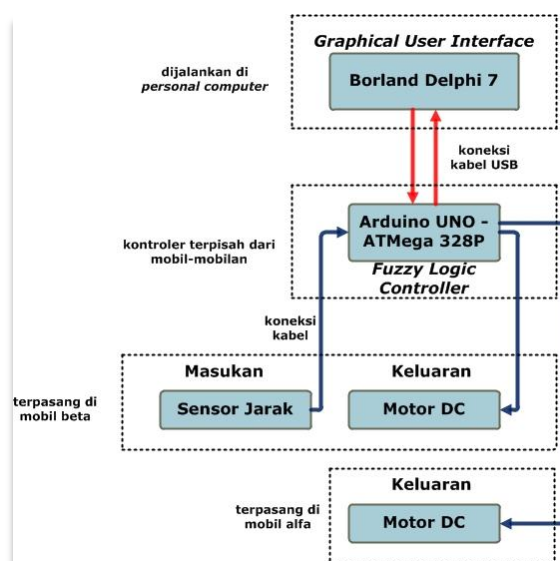 Graphical User Interface
Borland Delphi 7
dijalankan di
personal computer
koneksi
kabel USB
Arduino UNO -
ATMega 328P
Fuzzy Logic
Controller
kontroler terpisah dari
mobil-mobilan
koneksi
kabel
Masukan
Keluaran
Sensor Jarak
Motor DC
terpasang di
mobil beta
Keluaran
Motor DC
terpasang di
mobil alfa